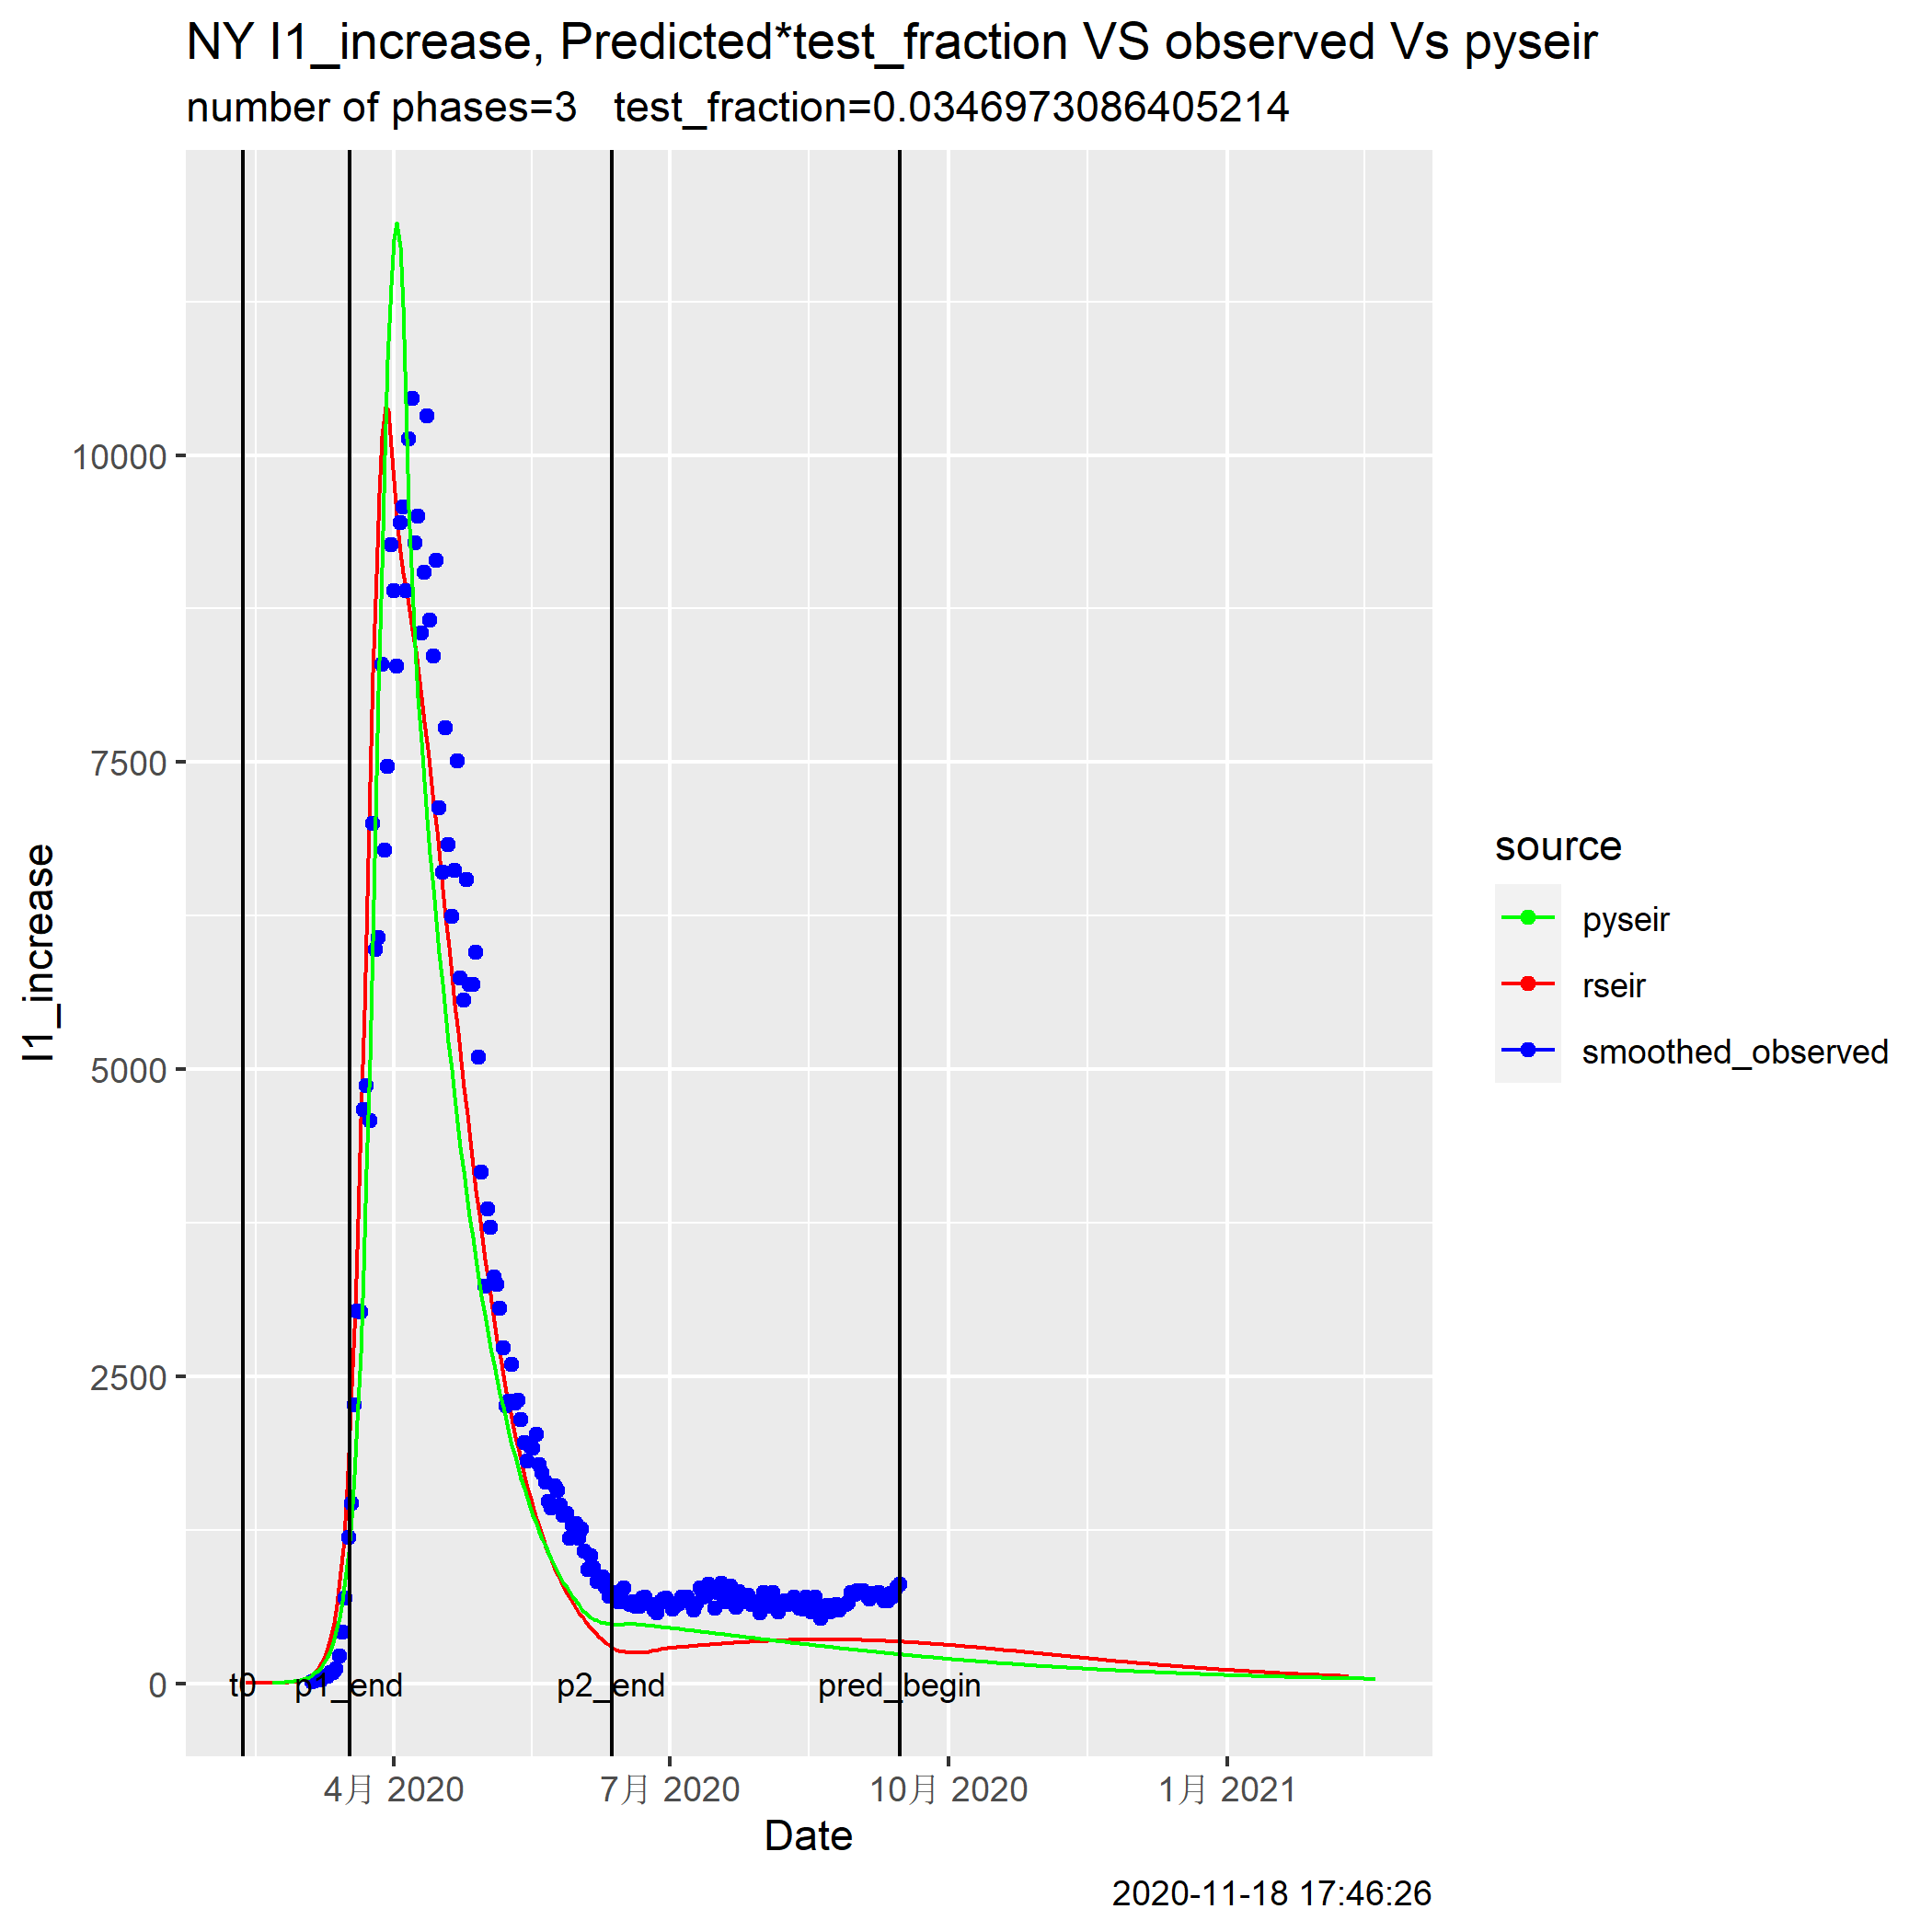 NY I1_increase, Predicted*test_fraction VS observed Vs pyseir
number of phases=3   test_fraction=0.0346973086405214
I1_increase
10000
7500
5000
2500
0
t0
p1_end
p2_end
pred_begin
4月 2020
7月 2020
10月 2020
1月 2021
Date
source
pyseir
rseir
smoothed_observed
2020-11-18 17:46:26